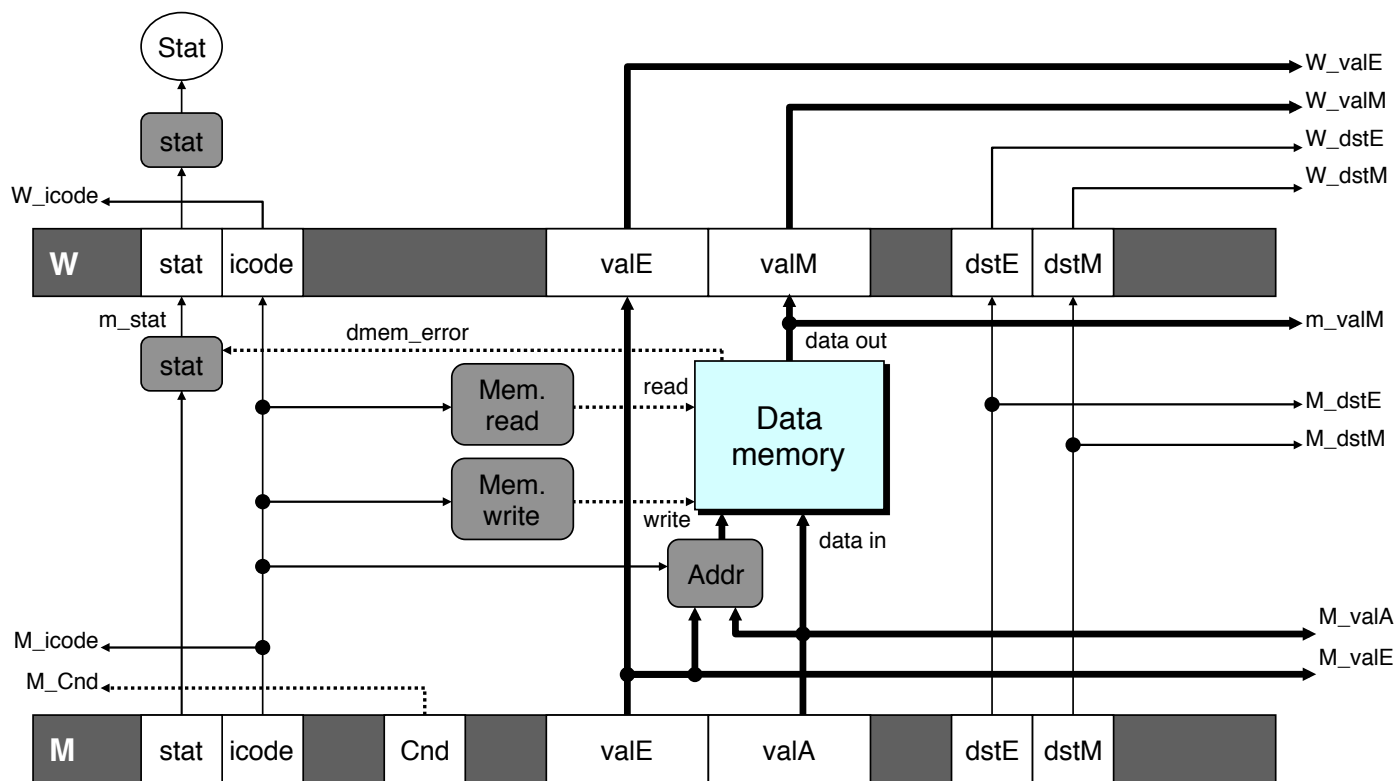 Stat
W_valE
W_valM
stat
W_dstE
W_dstM
W_icode
W stat icode valE valM dstE dstM
m_stat
m_valM
dmem_error
data out
stat
Mem.
read
read
Data
memory
M_dstE
M_dstM
Mem.
write
write
data in
Addr
M_valA
M_icode
M_valE
M_Cnd
M stat icode Cnd valE valA dstE dstM